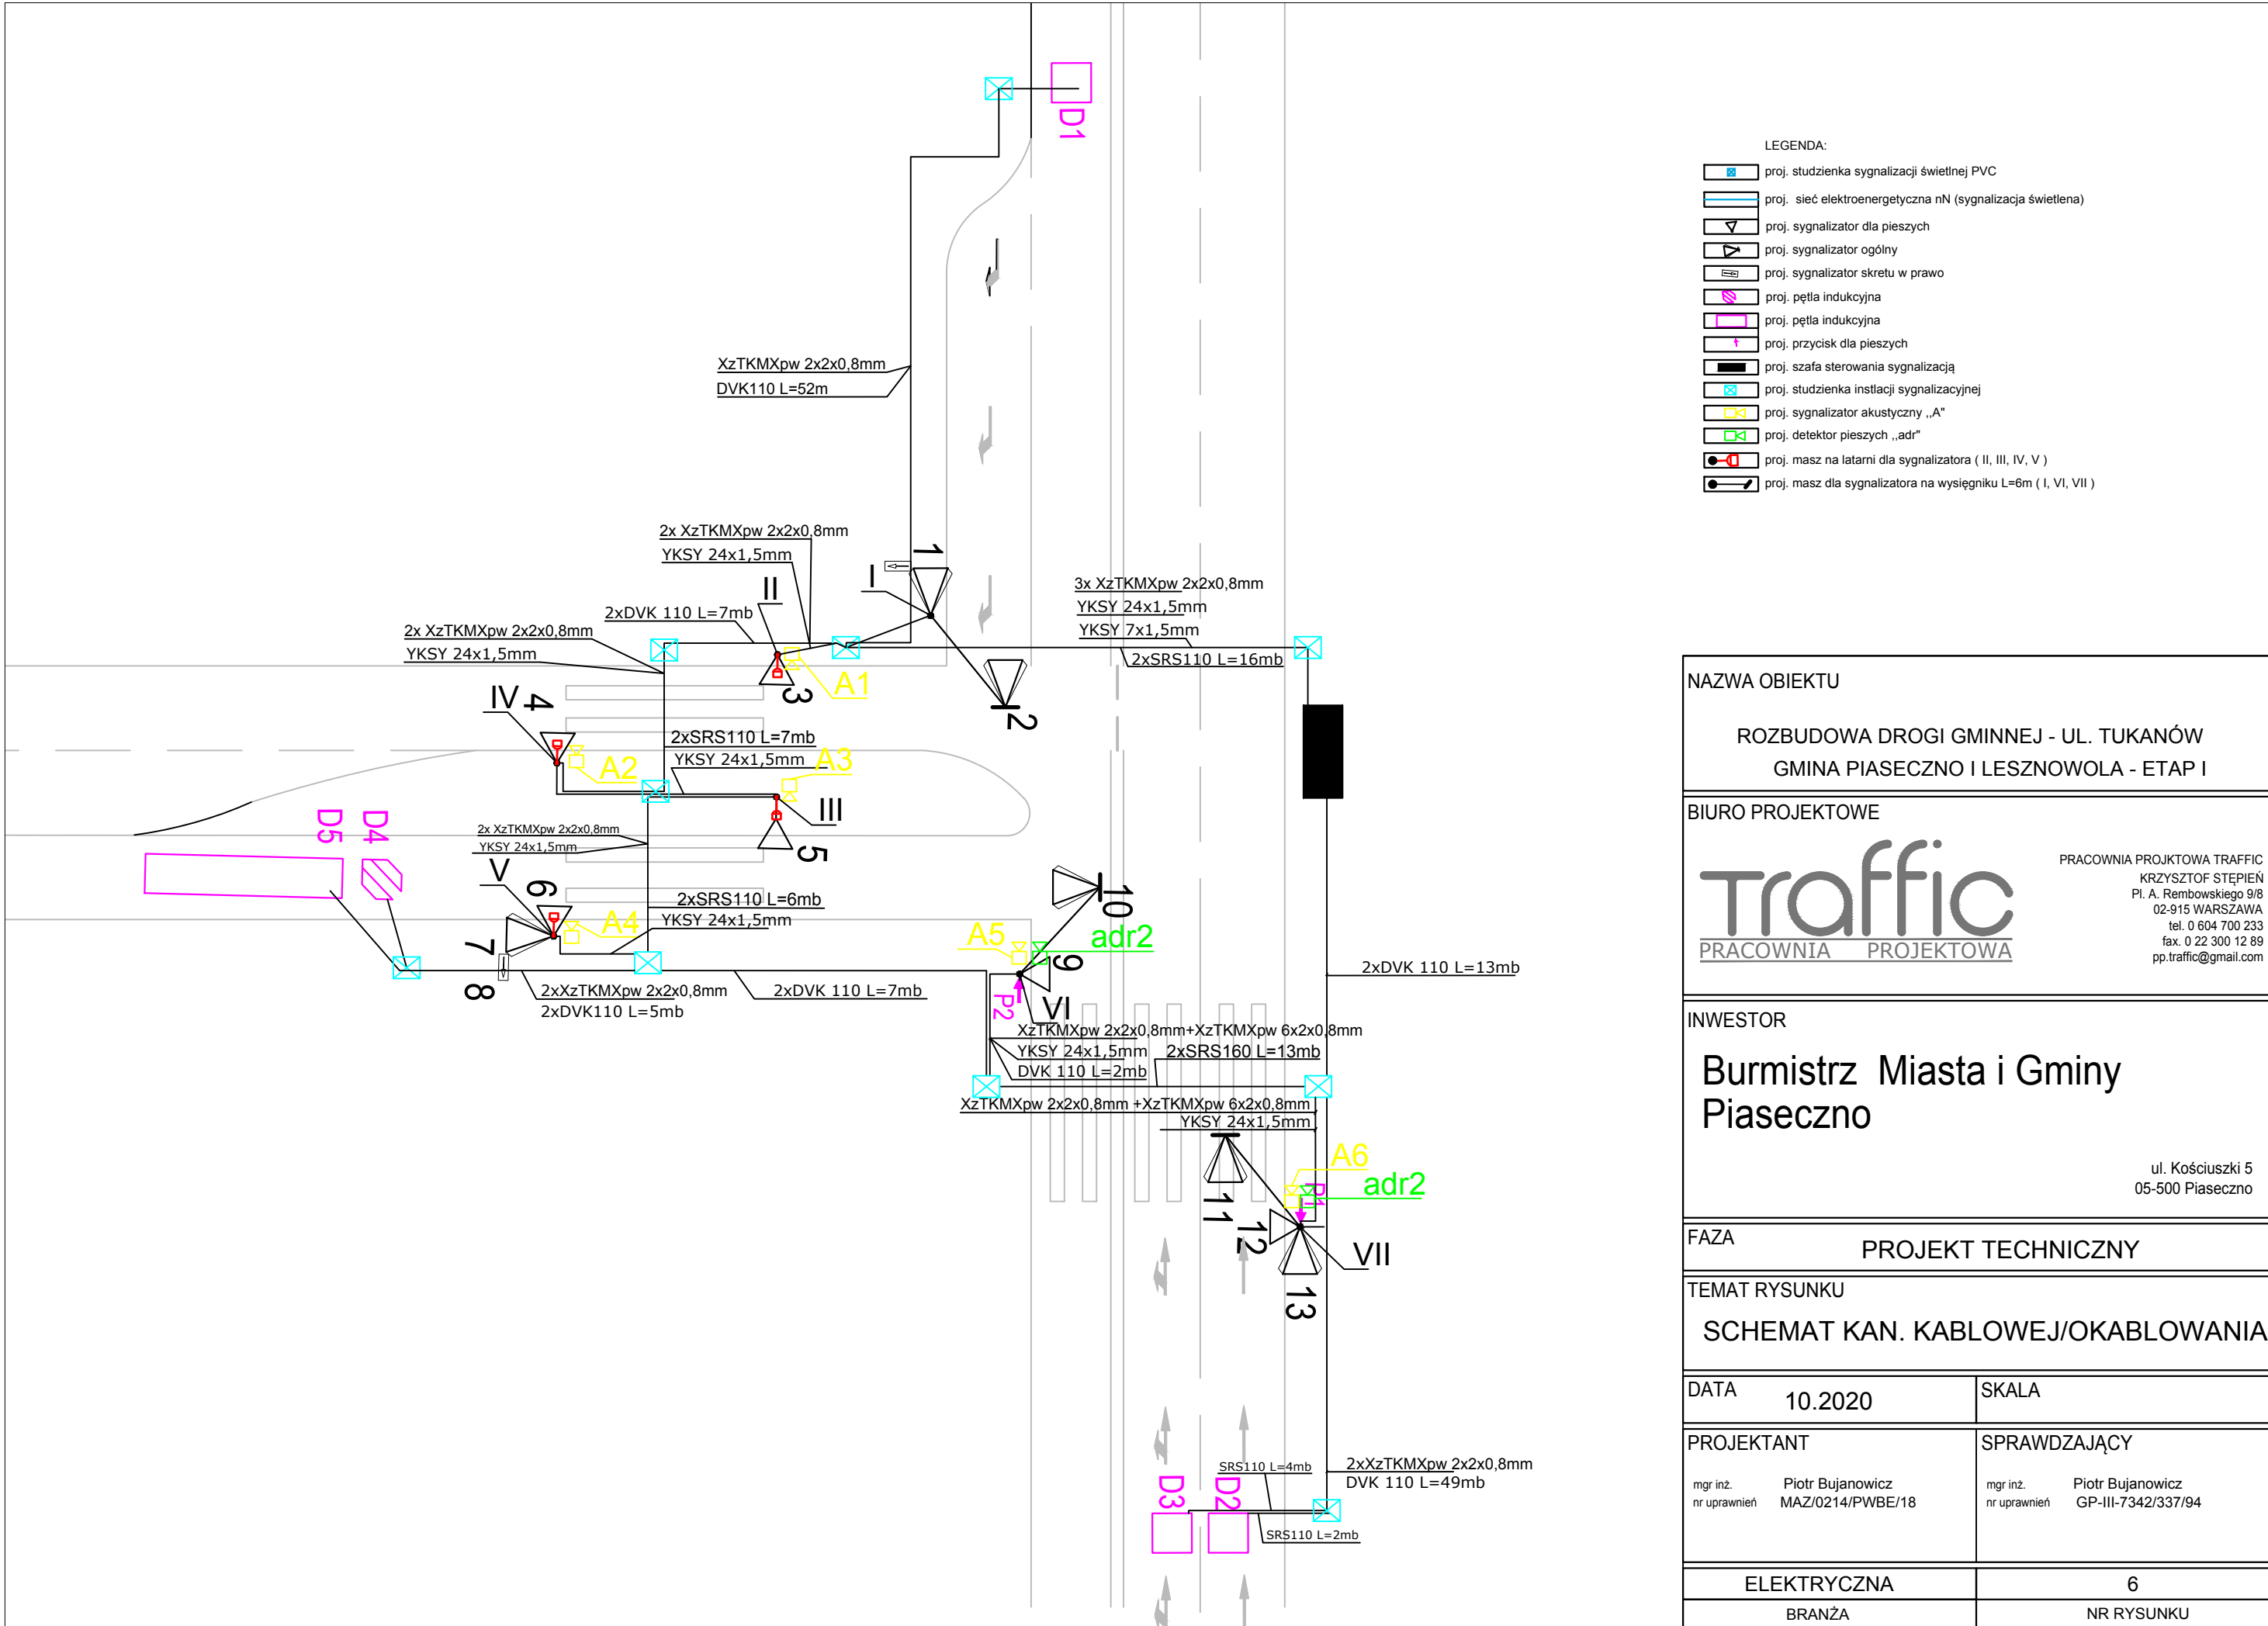 D1
LEGENDA:
proj. studzienka sygnalizacji świetlnej PVC
proj. sieć elektroenergetyczna nN (sygnalizacja świetlena)
proj. sygnalizator dla pieszych
proj. sygnalizator ogólny
proj. sygnalizator skretu w prawo
proj. pętla indukcyjna
proj. pętla indukcyjna
proj. przycisk dla pieszych
proj. szafa sterowania sygnalizacją
proj. studzienka instlacji sygnalizacyjnej
proj. sygnalizator akustyczny ,,A"
proj. detektor pieszych ,,adr"
proj. masz na latarni dla sygnalizatora ( II, III, IV, V )
proj. masz dla sygnalizatora na wysięgniku L=6m ( I, VI, VII )
XzTKMXpw 2x2x0,8mm
DVK110 L=52m
2x XzTKMXpw 2x2x0,8mm
YKSY 24x1,5mm
1
I
II
2xDVK 110 L=7mb
3x XzTKMXpw 2x2x0,8mm
YKSY 24x1,5mm
YKSY 7x1,5mm
2xSRS110 L=16mb
2x XzTKMXpw 2x2x0,8mm
YKSY 24x1,5mm
A1
3
2
IV
4
2xSRS110 L=7mb
YKSY 24x1,5mm
A2
A3
III
5
D5
D4
2x XzTKMXpw 2x2x0,8mm
YKSY 24x1,5mm
V
6
2xSRS110 L=6mb
YKSY 24x1,5mm
A4
7
8
10
A5
adr2
9
P2
VI
2xDVK 110 L=13mb
2xXzTKMXpw 2x2x0,8mm
2xDVK110 L=5mb
2xDVK 110 L=7mb
XzTKMXpw 2x2x0,8mm+XzTKMXpw 6x2x0,8mm
YKSY 24x1,5mm
2xSRS160 L=13mb
DVK 110 L=2mb
XzTKMXpw 2x2x0,8mm +XzTKMXpw 6x2x0,8mm
YKSY 24x1,5mm
A6
adr2
P1
11
12
VII
13
SRS110 L=4mb
2xXzTKMXpw 2x2x0,8mm
DVK 110 L=49mb
D3
D2
SRS110 L=2mb
NAZWA OBIEKTU
ROZBUDOWA DROGI GMINNEJ - UL. TUKANÓW
GMINA PIASECZNO I LESZNOWOLA - ETAP I
BIURO PROJEKTOWE
Traffic
PRACOWNIA PROJEKTOWA
PRACOWNIA PROJKTOWA TRAFFIC
KRZYSZTOF STĘPIEŃ
Pl. A. Rembowskiego 9/8
02-915 WARSZAWA
tel. 0 604 700 233
fax. 0 22 300 12 89
pp.traffic@gmail.com
INWESTOR
Burmistrz Miasta i Gminy
Piaseczno
ul. Kościuszki 5
05-500 Piaseczno
FAZA
PROJEKT TECHNICZNY
TEMAT RYSUNKU
SCHEMAT KAN. KABLOWEJ/OKABLOWANIA
DATA 10.2020
SKALA
PROJEKTANT
mgr inż. Piotr Bujanowicz
nr uprawnień MAZ/0214/PWBE/18
SPRAWDZAJĄCY
mgr inż. Piotr Bujanowicz
nr uprawnień GP-III-7342/337/94
ELEKTRYCZNA
6
BRANŻA
NR RYSUNKU